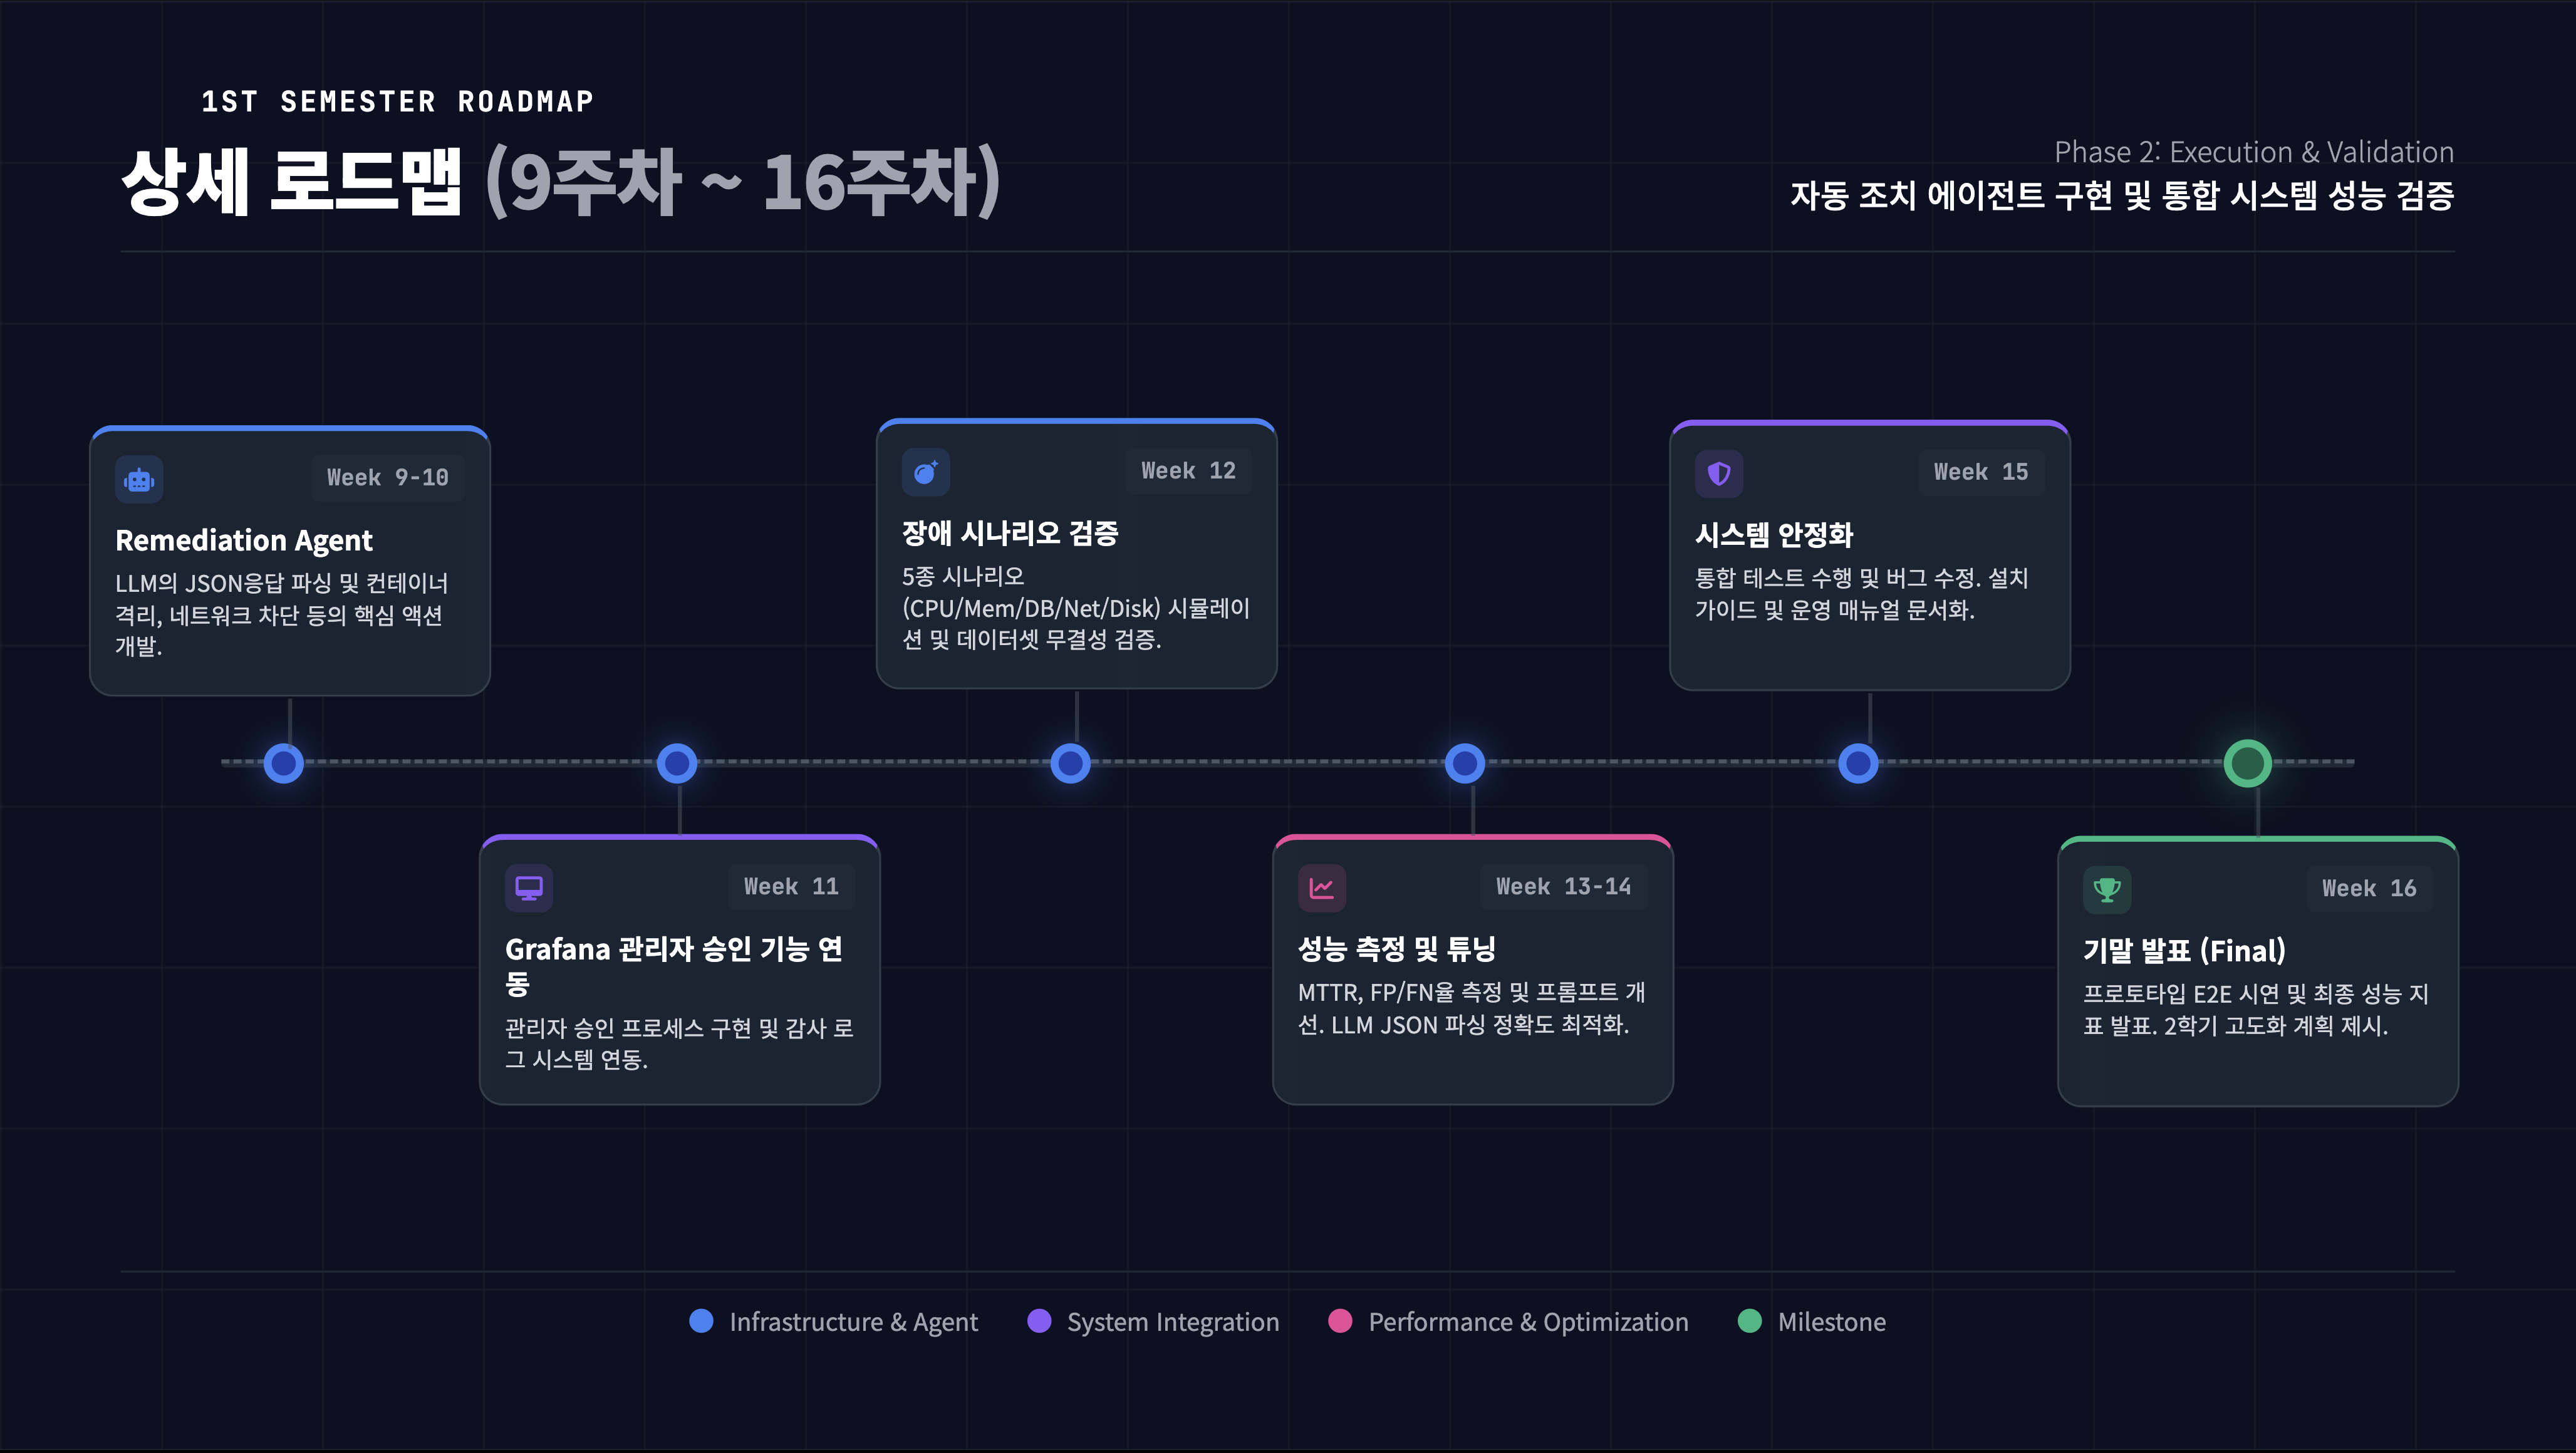 1ST SEMESTER ROADMAP
상세 로드맵 (9주차 ~ 16주차)
Phase 2: Execution & Validation
자동 조치 에이전트 구현 및 통합 시스템 성능 검증
Week 9-10
Remediation Agent
LLM의 JSON응답 파싱 및 컨테이너
격리, 네트워크 차단 등의 핵심 액션
개발.
Week 11
Grafana 관리자 승인 기능 연
동
관리자 승인 프로세스 구현 및 감사 로
그 시스템 연동.
Week 12
장애 시나리오 검증
5종 시나리오
(CPU/Mem/DB/Net/Disk) 시뮬레이
션 및 데이터셋 무결성 검증.
Week 13-14
성능 측정 및 튜닝
MTTR, FP/FN율 측정 및 프롬프트 개
선. LLM JSON 파싱 정확도 최적화.
Week 15
시스템 안정화
통합 테스트 수행 및 버그 수정. 설치
가이드 및 운영 매뉴얼 문서화.
Week 16
기말 발표 (Final)
프로토타입 E2E 시연 및 최종 성능 지
표 발표. 2학기 고도화 계획 제시.
Infrastructure & Agent
System Integration
Performance & Optimization
Milestone